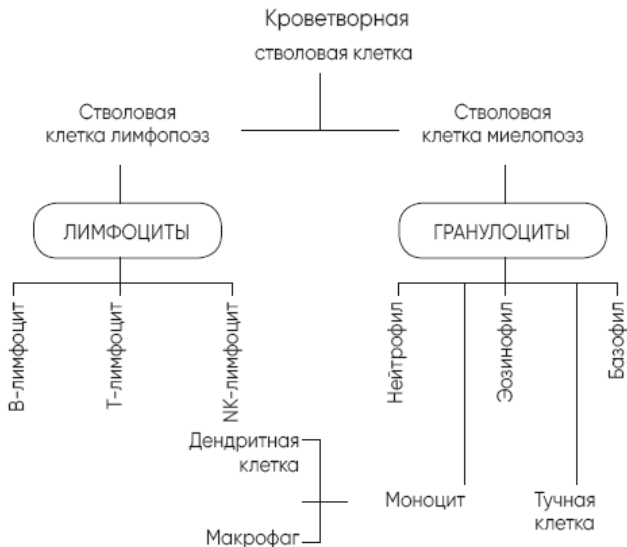 Кроветворная
стволовая клетка
Стволовая
клетка лимфопоэз
Стволовая
клетка миелопоэз
ЛИМФОЦИТЫ
ГРАНУЛОЦИТЫ
В-лимфоцит
Т-лимфоцит
NK-лимфоцит
Нейтрофил
Эозинофил
Базофил
Дендритная
клетка
Макрофаг
Моноцит
Тучная
клетка